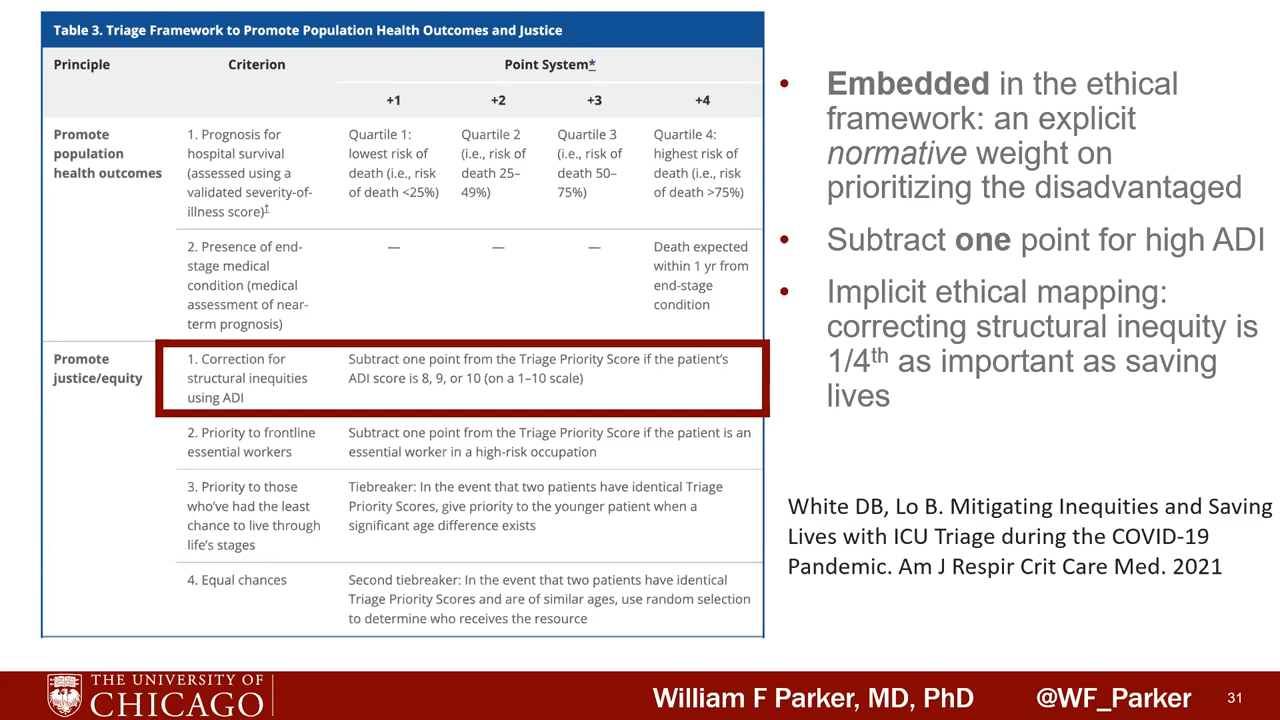 Table 3. Triage Framework to Promote Population Health Outcomes and Justice
Principle Criterion Point System*
+1 +2 +3 +4
Promote
population
health outcomes
1. Prognosis for
hospital survival
(assessed using a
validated severity-of-
illness score)†
Quartile 1:
lowest risk of
death (i.e., risk
of death <25%)
Quartile 2
(i.e., risk of
death 25–
49%)
Quartile 3
(i.e., risk of
death 50–
75%)
Quartile 4:
highest risk of
death (i.e.,
risk of
death >75%)
2. Presence of end-
stage medical
condition (medical
assessment of near-
term prognosis)
— — —
Death expected
within 1 yr from
end-stage
condition
Promote
justice/equity
1. Correction for
structural inequities
using ADI
Subtract one point from the Triage Priority Score if the patient's
ADI score is 8, 9, or 10 (on a 1–10 scale)
2. Priority to frontline
essential workers
Subtract one point from the Triage Priority Score if the patient is an
essential worker in a high-risk occupation
3. Priority to those
who've had the least
chance to live through
life's stages
Tiebreaker: In the event that two patients have identical Triage
Priority Scores, give priority to the younger patient when a
significant age difference exists
4. Equal chances
Second tiebreaker: In the event that two patients have identical
Triage Priority Scores and are of similar ages, use random selection
to determine who receives the resource
• Embedded in the ethical
framework: an explicit
normative weight on
prioritizing the disadvantaged
• Subtract one point for high ADI
• Implicit ethical mapping:
correcting structural inequity is
1/4th as important as saving
lives
White DB, Lo B. Mitigating Inequities and Saving
Lives with ICU Triage during the COVID-19
Pandemic. Am J Respir Crit Care Med. 2021
THE UNIVERSITY OF
CHICAGO
William F Parker, MD, PhD @WF_Parker 31